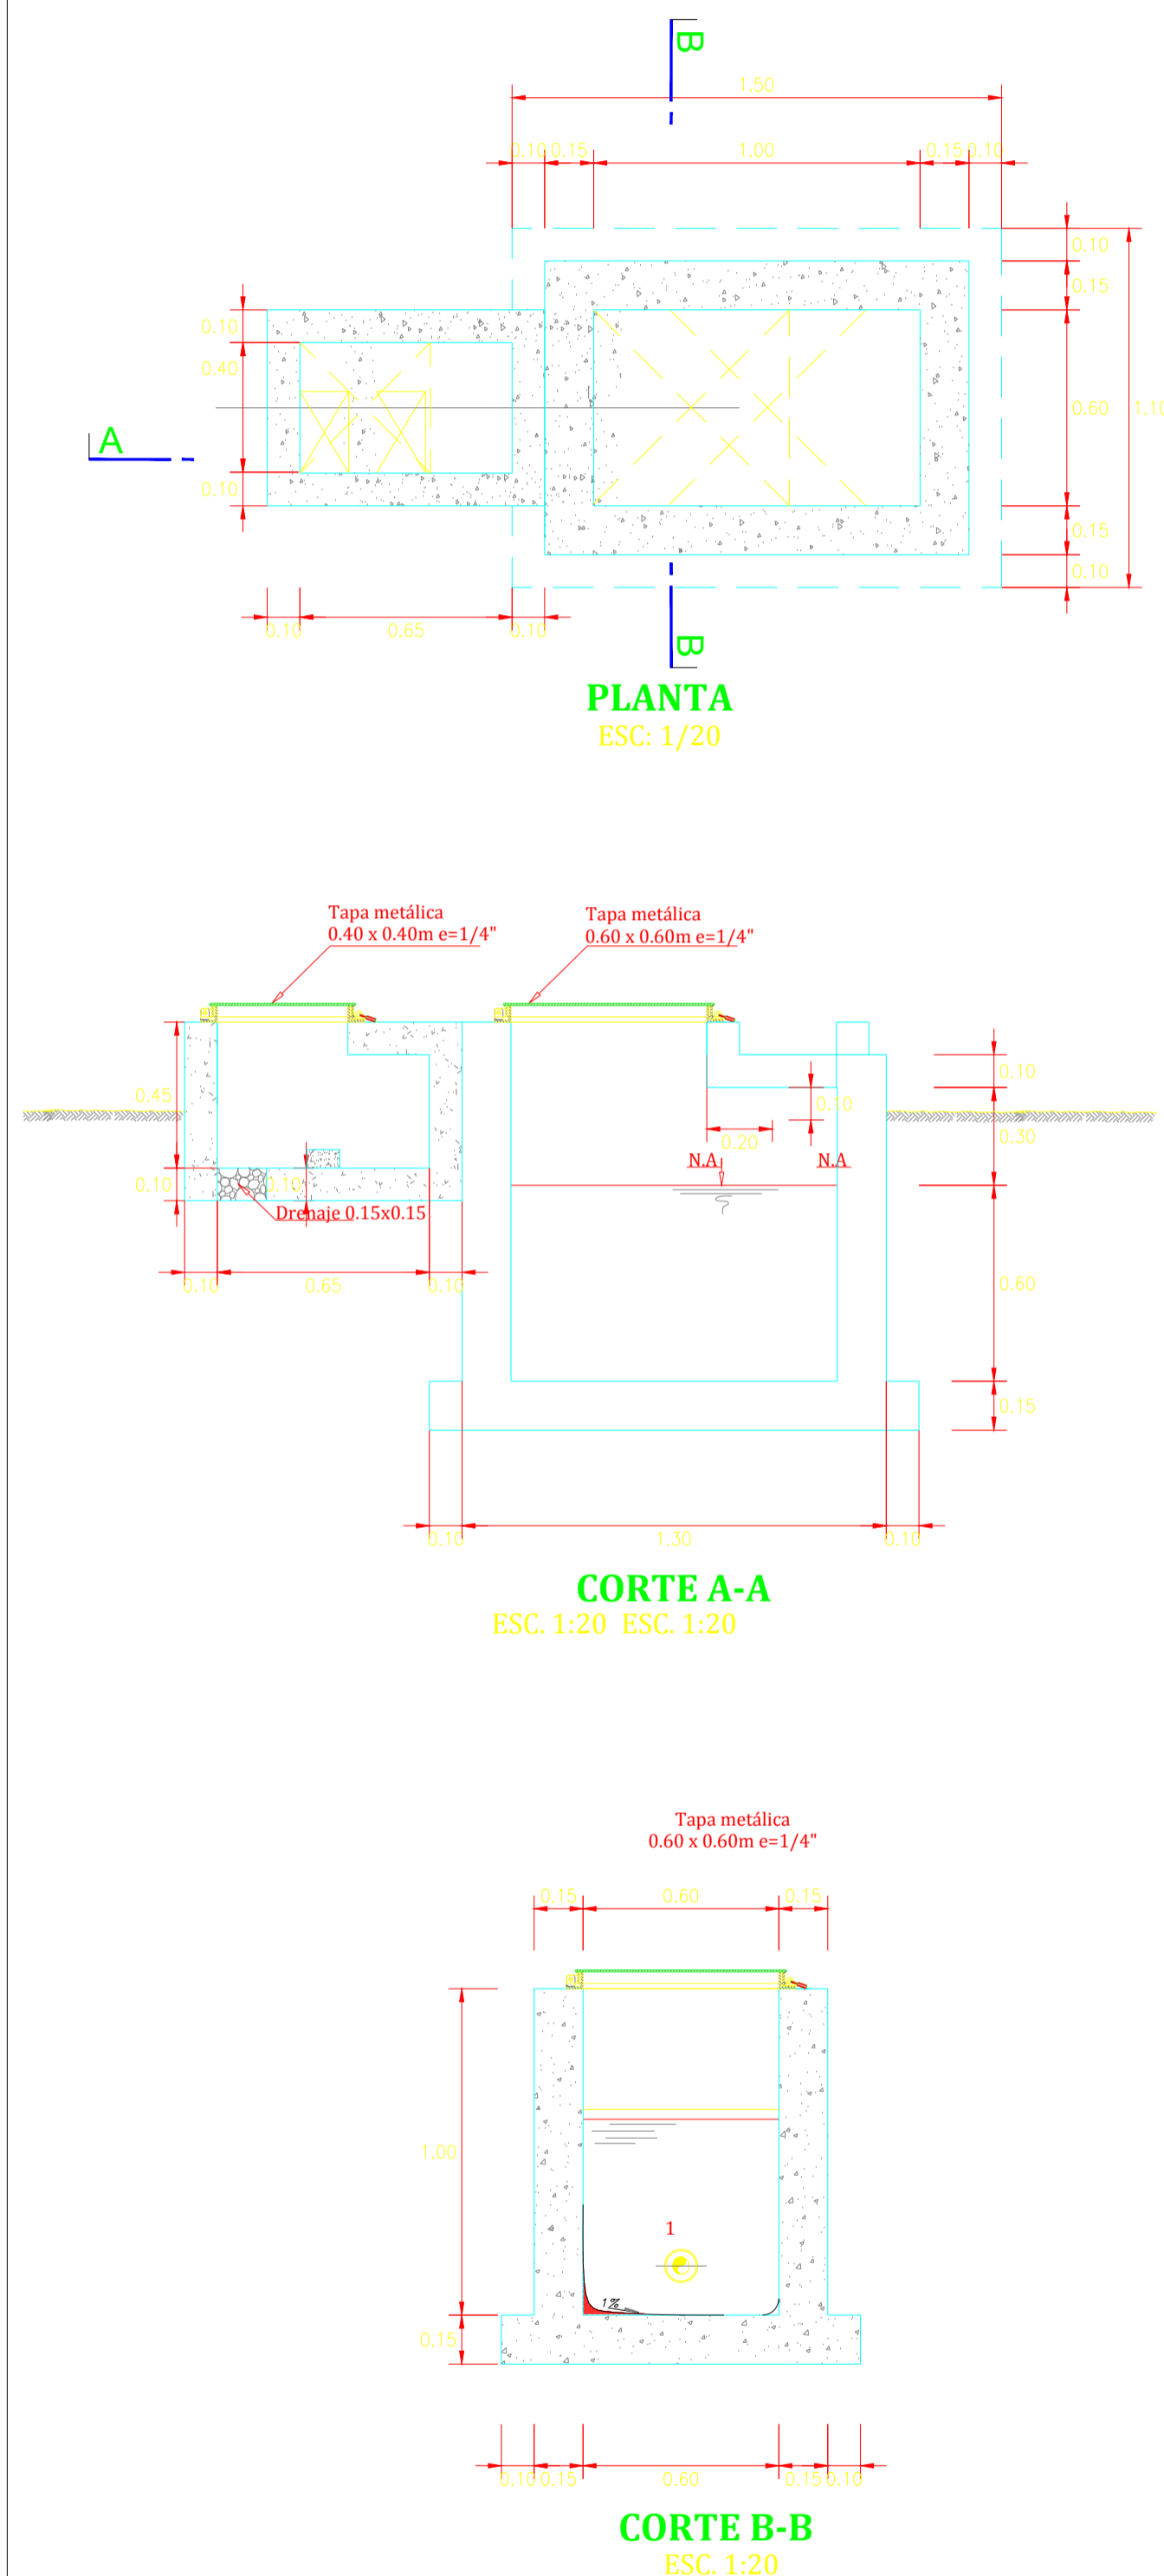 B
1.50
0.10 0.15 1.00 0.15 0.10
0.10
0.15
0.10
0.40
0.60 1.10
A
0.10
0.15
0.10
0.10 0.65 0.10
B
PLANTA
ESC: 1/20
Tapa metálica
0.40 x 0.40m e=1/4"
Tapa metálica
0.60 x 0.60m e=1/4"
0.45
0.10
0.10
0.30
0.20
N.A
N.A
0.10
0.10
Drenaje 0.15x0.15
0.10 0.65 0.10
0.60
0.15
0.10 1.30 0.10
CORTE A-A
ESC. 1:20 ESC. 1:20
Tapa metálica
0.60 x 0.60m e=1/4"
0.15 0.60 0.15
1.00
1
1%
0.15
0.10 0.15 0.60 0.15 0.10
CORTE B-B
ESC. 1:20